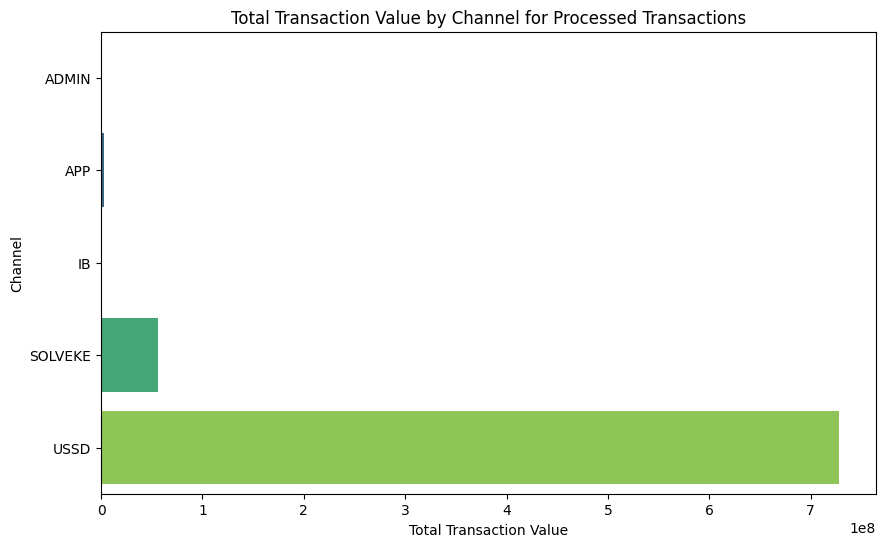 Total Transaction Value by Channel for Processed Transactions
Channel
ADMIN
APP
IB
SOLVEKE
USSD
0 1 2 3 4 5 6 7
1e8
Total Transaction Value